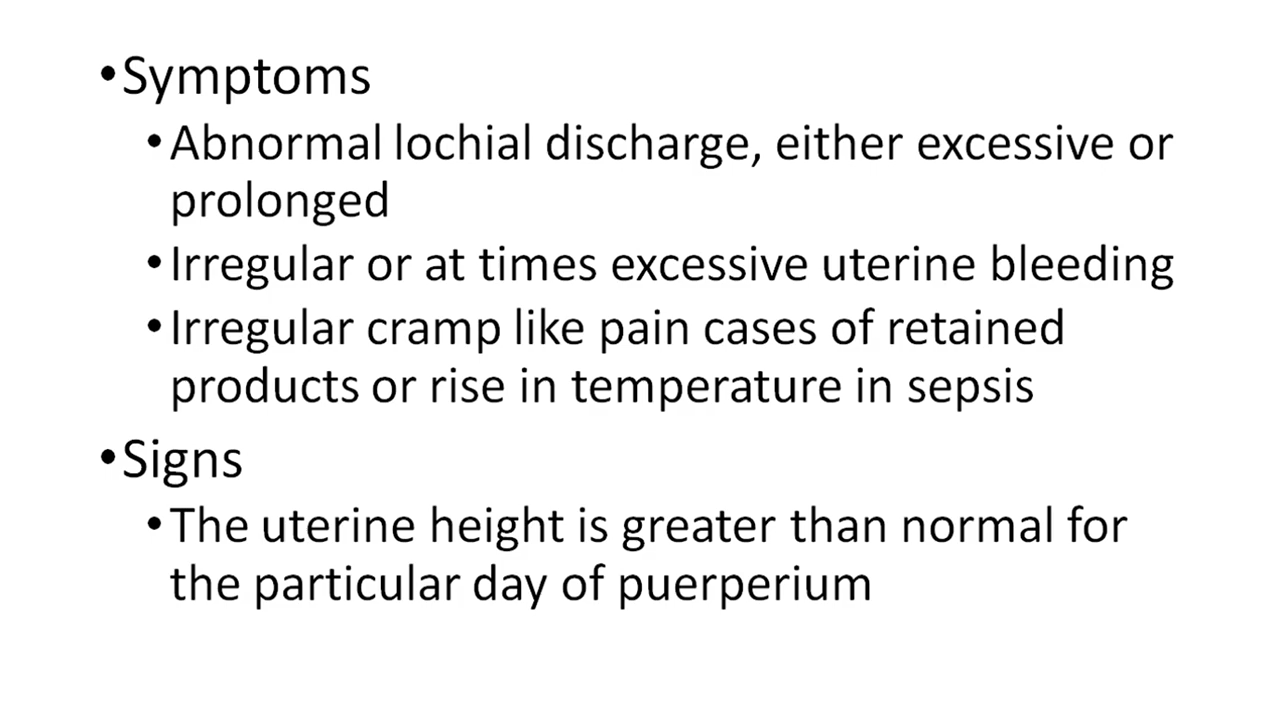 •Symptoms
•Abnormal lochial discharge, either excessive or
prolonged
•Irregular or at times excessive uterine bleeding
•Irregular cramp like pain cases of retained
products or rise in temperature in sepsis
•Signs
•The uterine height is greater than normal for
the particular day of puerperium